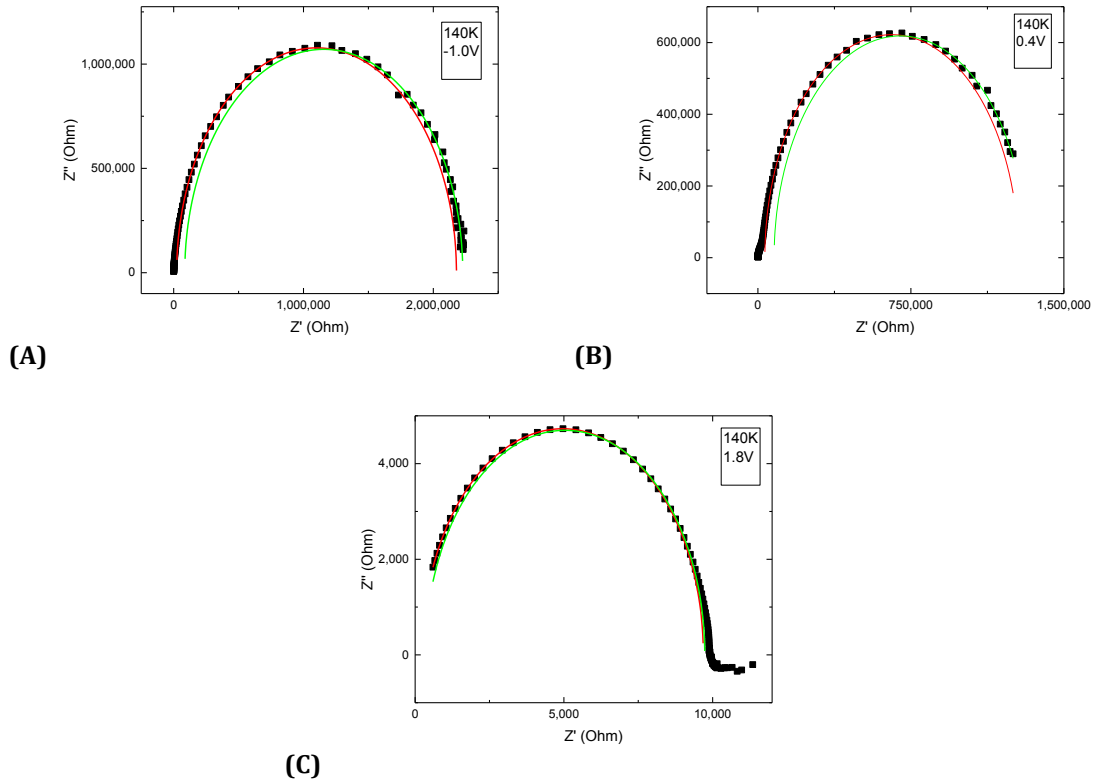 140K
-1.0V
1,000,000
500,000
0
Z'' (Ohm)
0
1,000,000
2,000,000
Z' (Ohm)
(A)
140K
0.4V
600,000
400,000
200,000
0
Z'' (Ohm)
0
750,000
1,500,000
Z' (Ohm)
(B)
140K
1.8V
4,000
2,000
0
Z'' (Ohm)
0
5,000
10,000
Z' (Ohm)
(C)